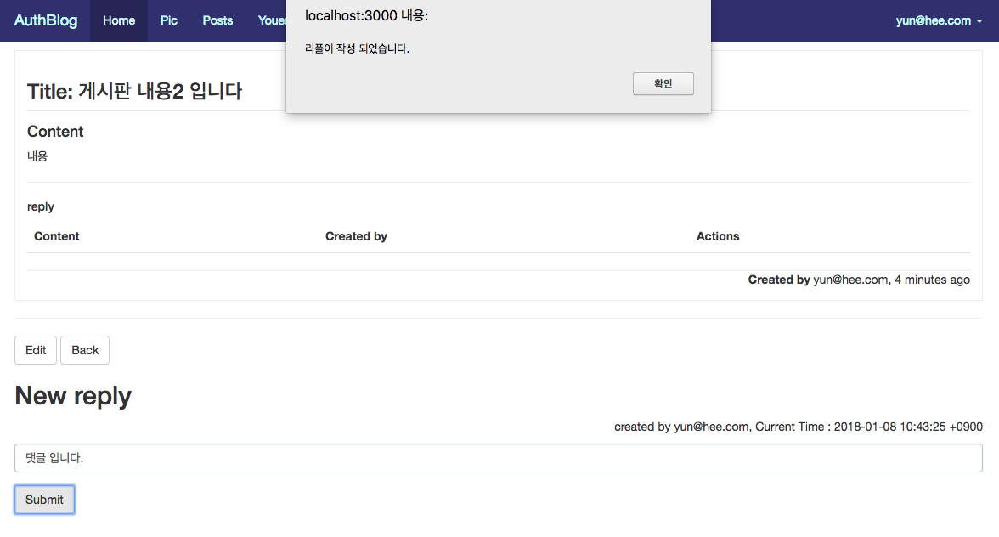 AuthBlog Home Pic Posts yun@hee.com
localhost:3000 내용:
리플이 작성 되었습니다.
확인
Title: 게시판 내용2 입니다
Content
내용
reply
Content Created by Actions
Created by yun@hee.com, 4 minutes ago
Edit Back
New reply
created by yun@hee.com, Current Time : 2018-01-08 10:43:25 +0900
댓글 입니다.
Submit